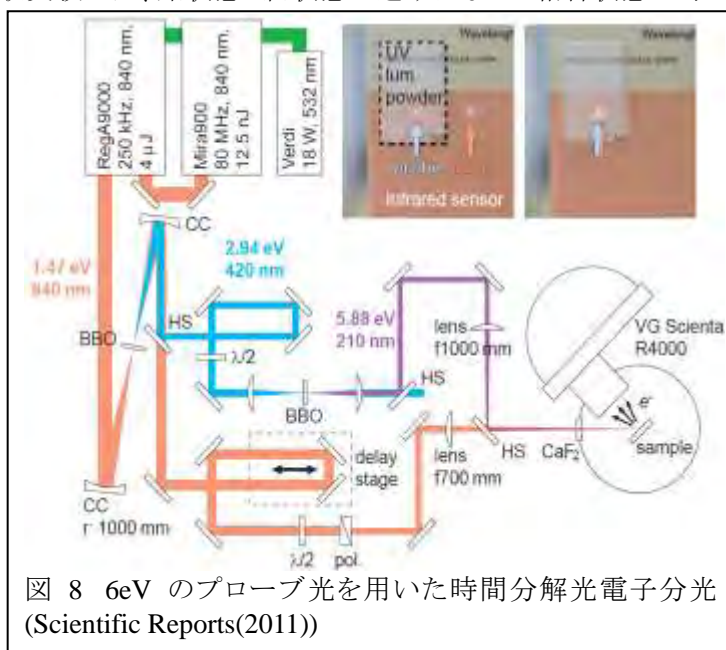 RegA9000
250 kHz, 840 nm,
4 μJ
Mira900
80 MHz, 840 nm,
12.5 nJ
Verdi
18 W, 532 nm
UV
lum
powder
Infrared sensor
CC
1.47 eV
840 nm
2.94 eV
420 nm
HS
BBO
λ/2
5.88 eV
210 nm
lens
f1000 mm
VG Scienta
R4000
HS
BBO
e-
delay
stage
lens
f700 mm
HS
CaF2
sample
CC
r 1000 mm
λ/2
pol.
図 8 6eV のプローブ光を用いた時間分解光電子分光
(Scientific Reports(2011))